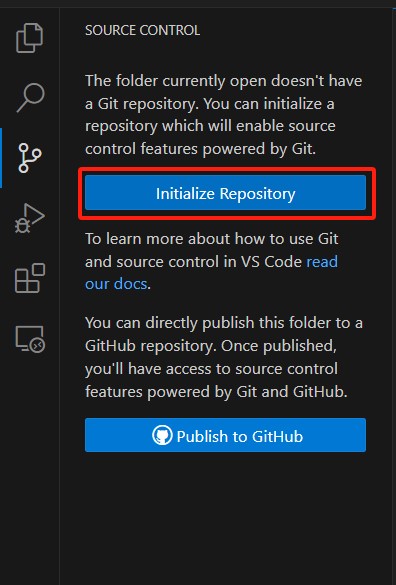 SOURCE CONTROL
The folder currently open doesn't have
a Git repository. You can initialize a
repository which will enable source
control features powered by Git.
Initialize Repository
To learn more about how to use Git
and source control in VS Code read
our docs.
You can directly publish this folder to a
GitHub repository. Once published,
you'll have access to source control
features powered by Git and GitHub.
Publish to GitHub